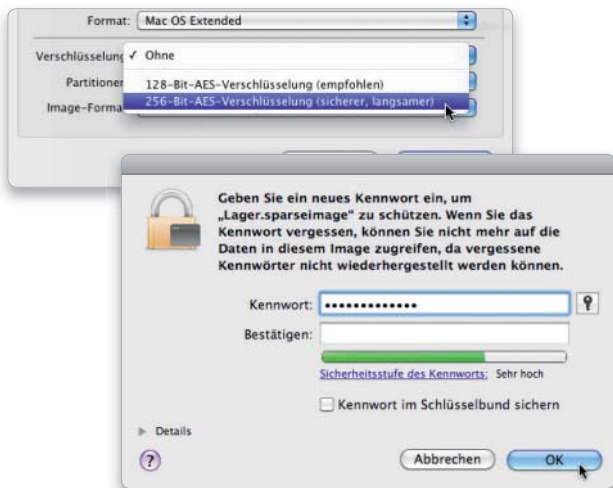 Format: Mac OS Extended
Verschlüsselung ✓ Ohne
Partitionen
128-Bit-AES-Verschlüsselung (empfohlen)
256-Bit-AES-Verschlüsselung (sicherer, langsamer)
Image-Forma
Geben Sie ein neues Kennwort ein, um
„Lager.sparseimage“ zu schützen. Wenn Sie das
Kennwort vergessen, können Sie nicht mehr auf die
Daten in diesem Image zugreifen, da vergessene
Kennwörter nicht wiederhergestellt werden können.
Kennwort: •••••••••••••
Bestätigen:
Sicherheitsstufe des Kennworts: Sehr hoch
Kennwort im Schlüsselbund sichern
Details
? Abbrechen OK